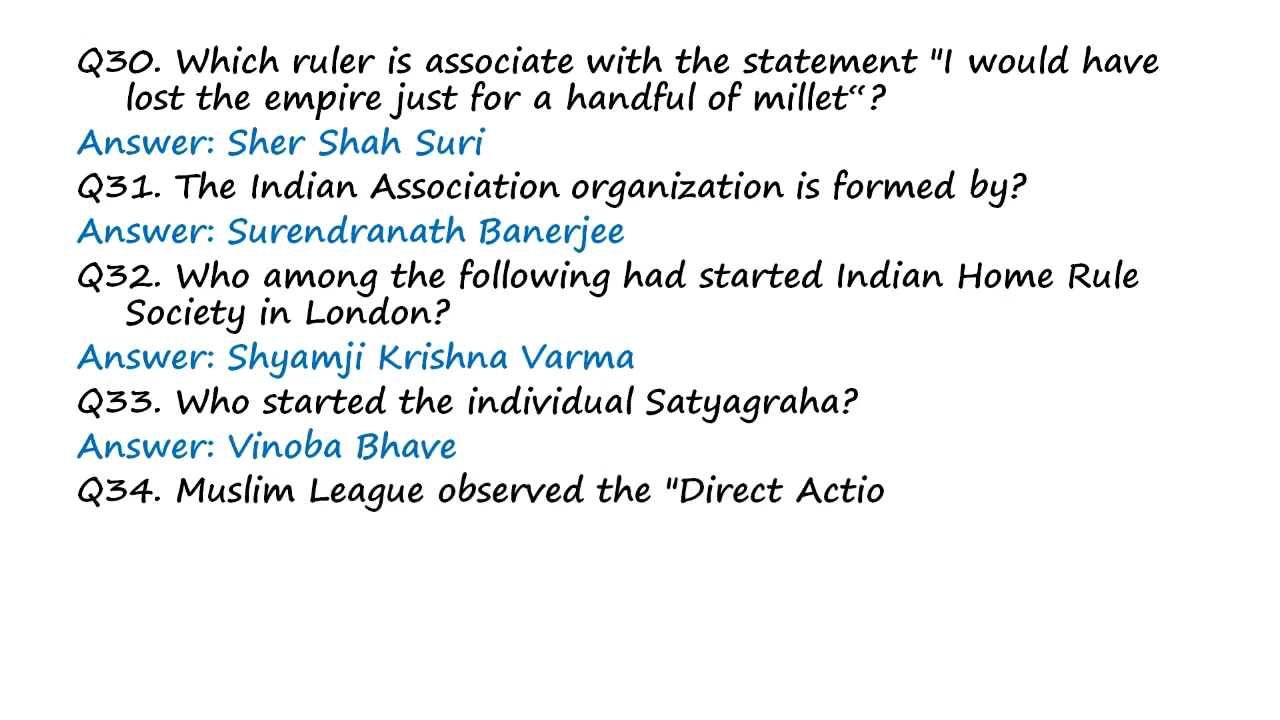 Q30. Which ruler is associate with the statement "I would have
lost the empire just for a handful of millet“?
Answer: Sher Shah Suri
Q31. The Indian Association organization is formed by?
Answer: Surendranath Banerjee
Q32. Who among the following had started Indian Home Rule
Society in London?
Answer: Shyamji Krishna Varma
Q33. Who started the individual Satyagraha?
Answer: Vinoba Bhave
Q34. Muslim League observed the "Direct Actio